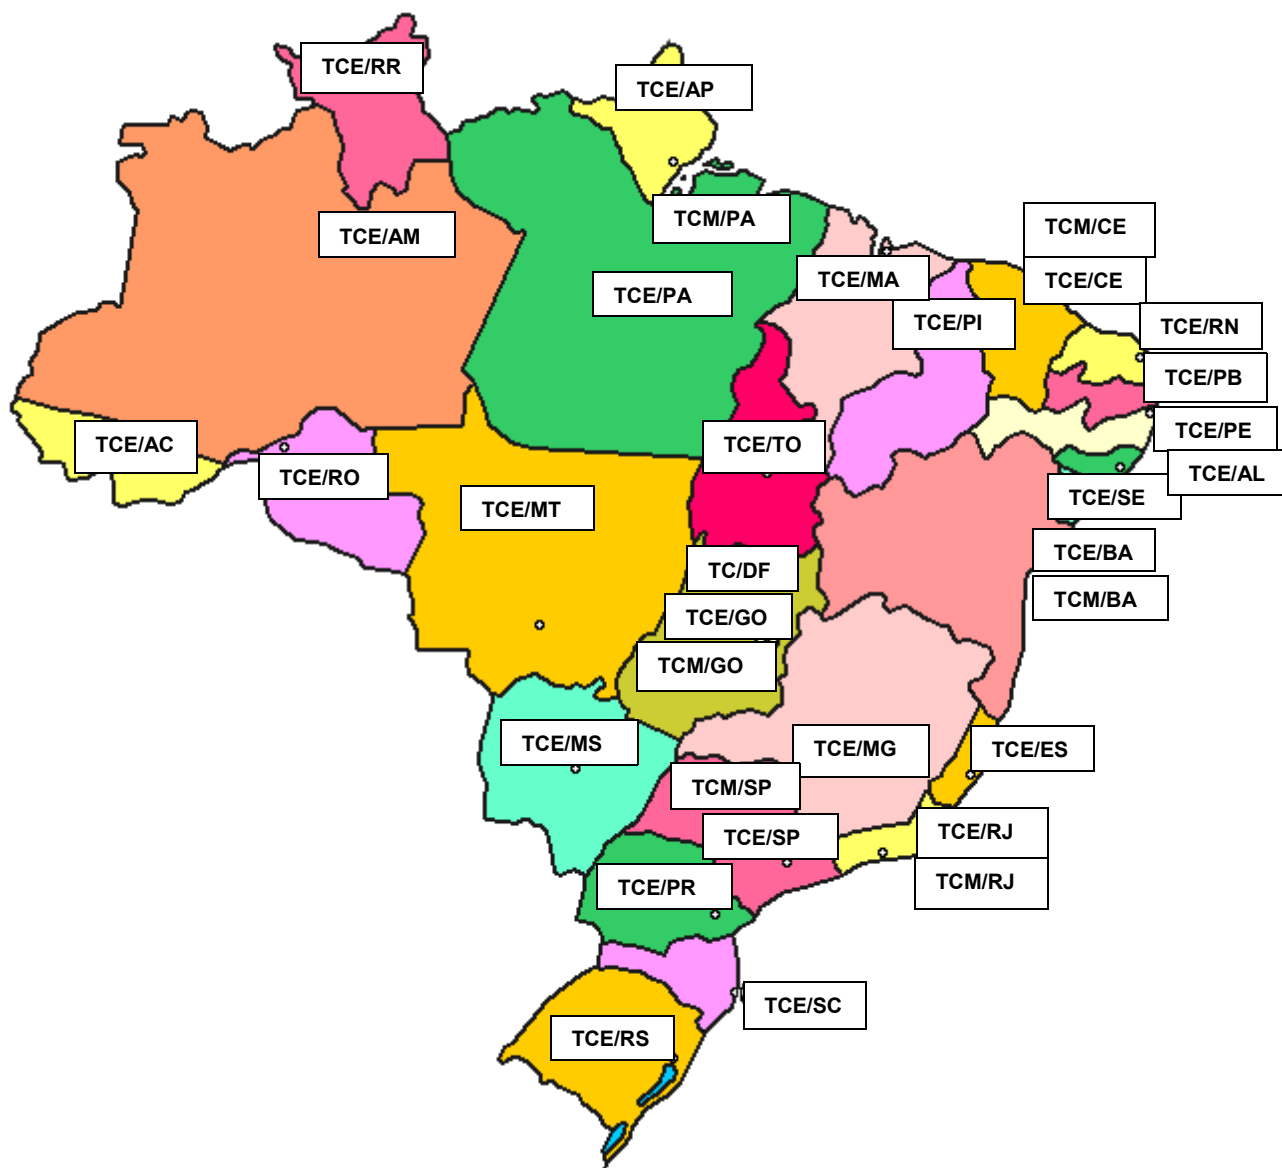 TCE/RR
TCE/AP
TCM/PA
TCM/CE
TCE/AM
TCE/MA
TCE/CE
TCE/PA
TCE/PI
TCE/RN
TCE/PB
TCE/PE
TCE/AC
TCE/TO
TCE/RO
TCE/AL
TCE/SE
TCE/MT
TCE/BA
TC/DF
TCM/BA
TCE/GO
TCM/GO
TCE/MS
TCE/MG
TCE/ES
TCM/SP
TCE/SP
TCE/RJ
TCE/PR
TCM/RJ
TCE/SC
TCE/RS